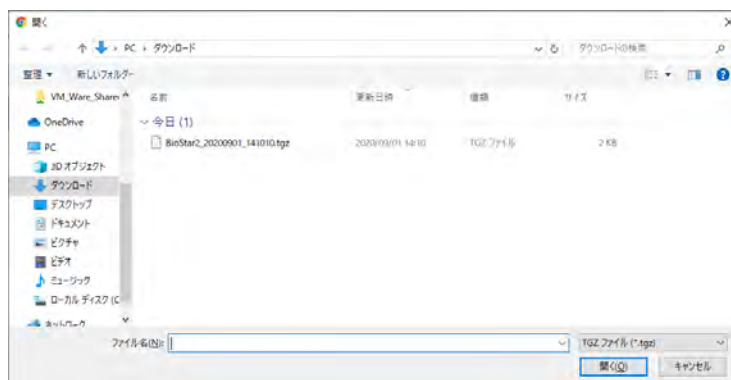 開く
PC › ダウンロード
ダウンロードの検索
整理 ▼ 新しいフォルダー
名前 更新日時 種類 サイズ
VM_Ware_Share
OneDrive
PC
3D オブジェクト
ダウンロード
デスクトップ
ドキュメント
ピクチャ
ビデオ
ミュージック
ローカル ディスク (C
ネットワーク
今日 (1)
BioStar2_20200901_141010.tgz 2020/09/01 14:10 TGZ ファイル 2 KB
ファイル名(N):
TGZ ファイル (*.tgz)
開く(O) キャンセル